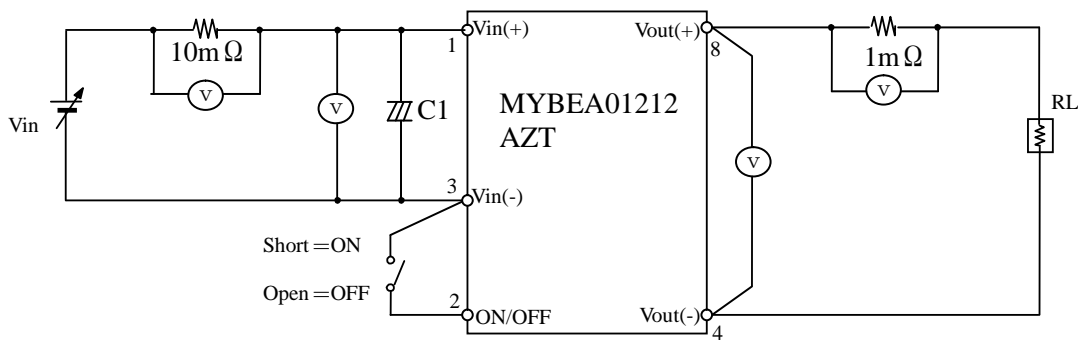 Vin
10mΩ
V
V
C1
1
Vin(+)
3
Vin(-)
Short=ON
Open=OFF
2
ON/OFF
MYBEA01212
AZT
Vout(+)
8
Vout(-)
4
V
1mΩ
V
RL